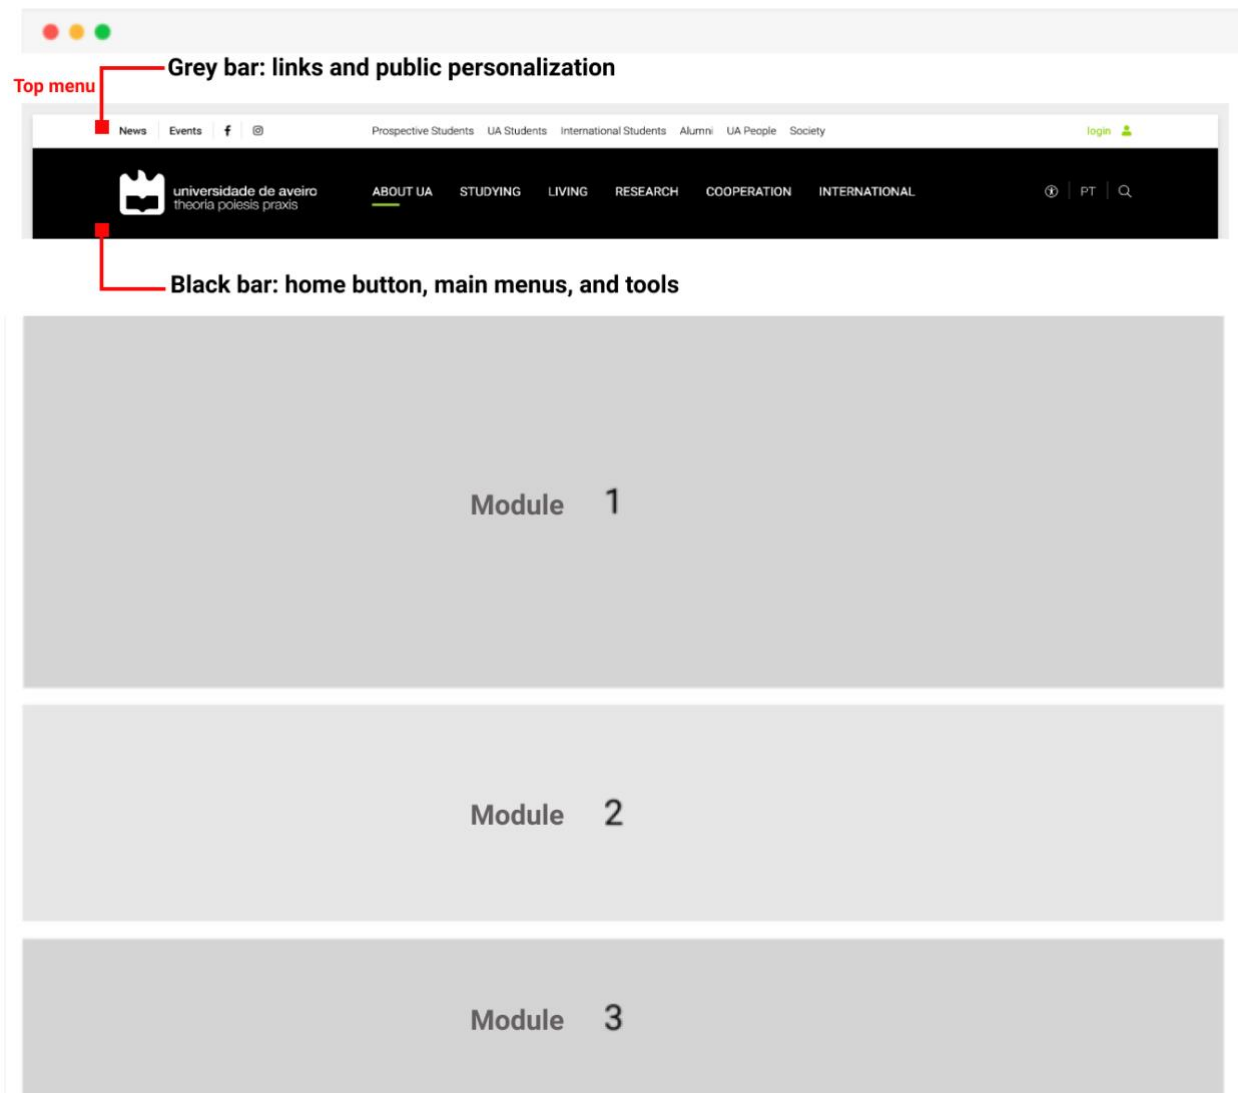 Grey bar: links and public personalization
Top menu
News Events Prospective Students UA Students International Students Alumni UA People Society login
universidade de aveiro
theoria poiesis praxis
ABOUT UA STUDYING LIVING RESEARCH COOPERATION INTERNATIONAL PT
Black bar: home button, main menus, and tools
Module 1
Module 2
Module 3